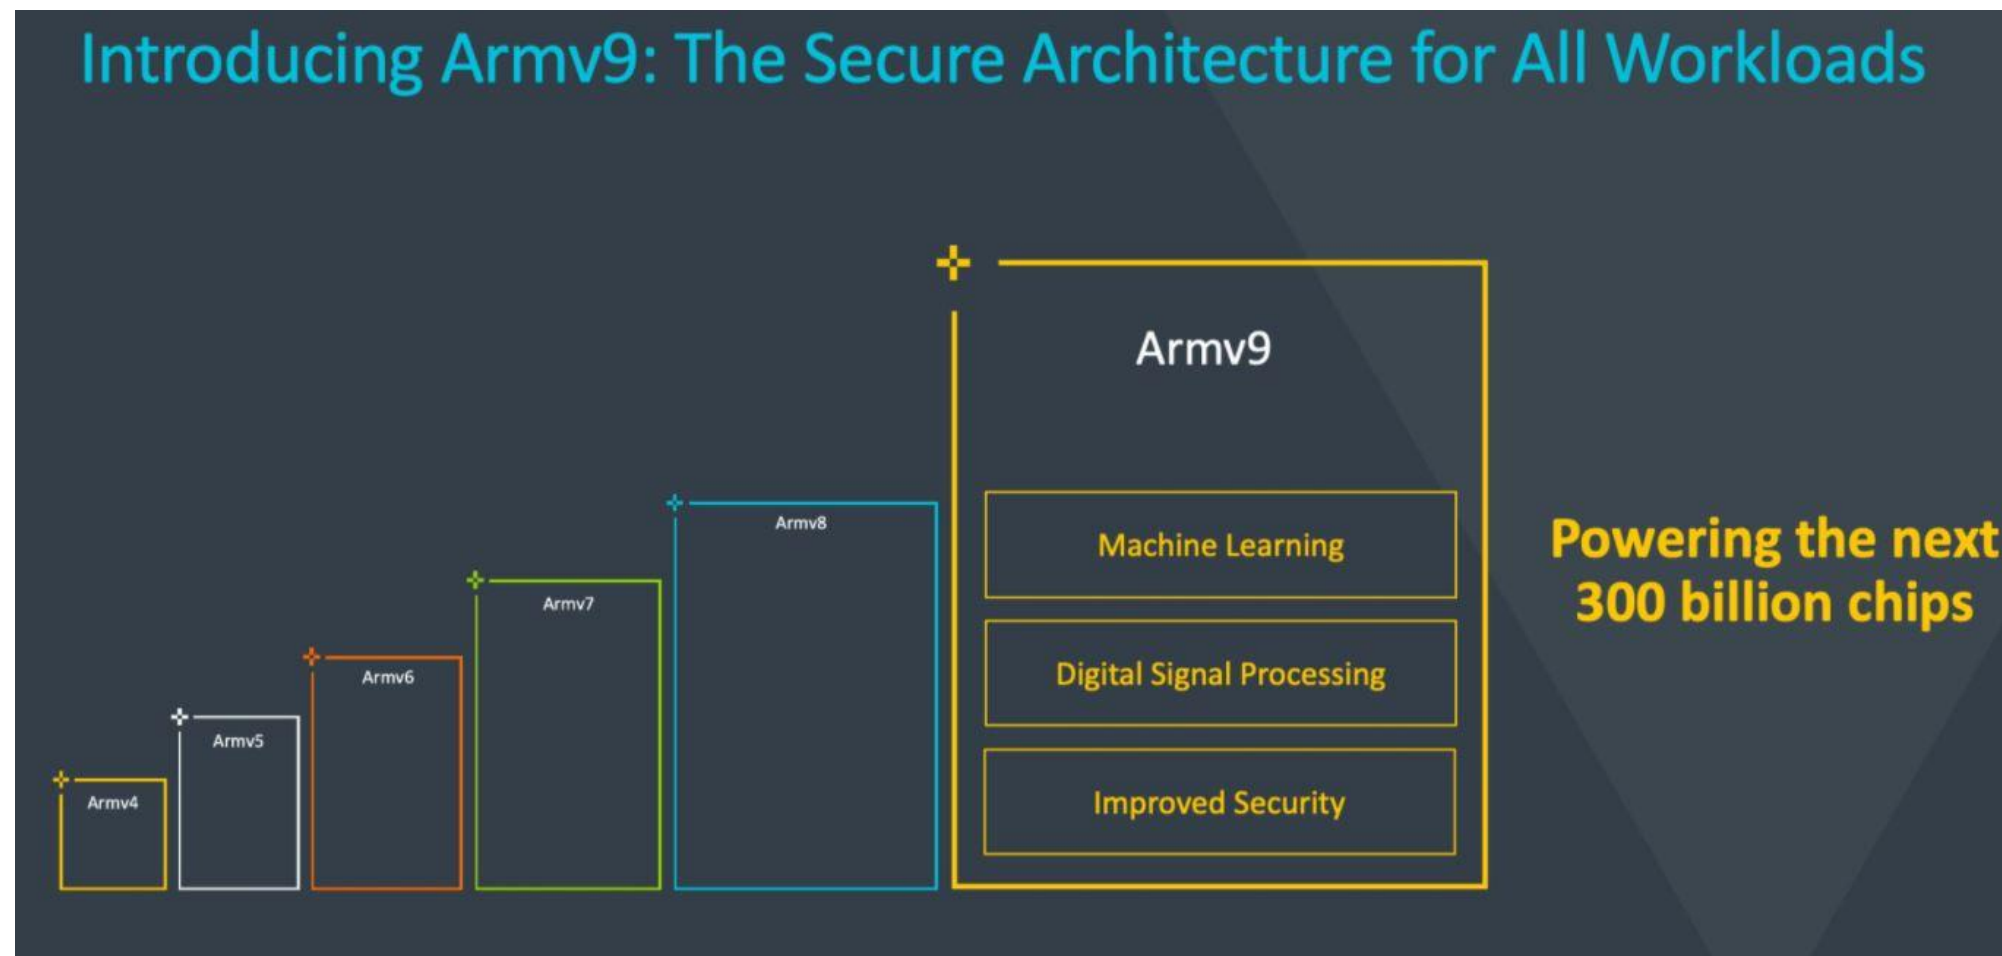 Introducing Armv9: The Secure Architecture for All Workloads
Armv4
Armv5
Armv6
Armv7
Armv8
Armv9
Machine Learning
Digital Signal Processing
Improved Security
Powering the next
300 billion chips